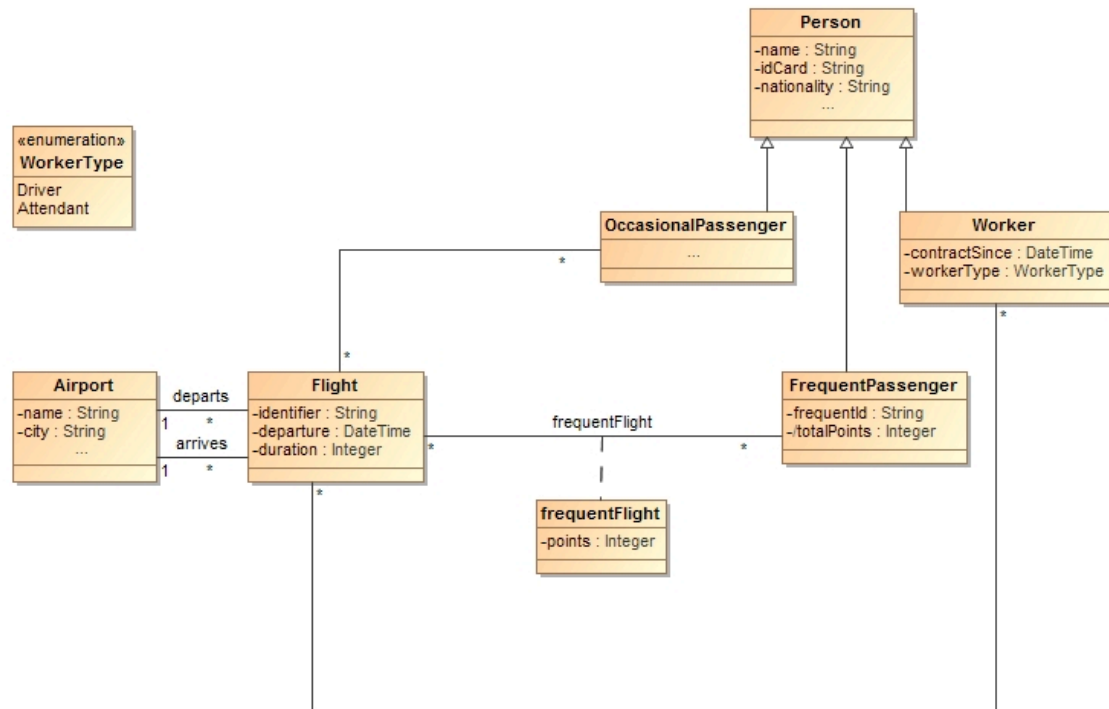 Person
-name : String
-idCard : String
-nationality : String
...
«enumeration»
WorkerType
Driver
Attendant
OccasionalPassenger
...
Worker
-contractSince : DateTime
-workerType : WorkerType
*
*
*
Airport
-name : String
-city : String
...
departs
1
*
arrives
1
*
Flight
-identifier : String
-departure : DateTime
-duration : Integer
*
*
frequentFlight
*
FrequentPassenger
-frequentId : String
-/totalPoints : Integer
frequentFlight
-points : Integer